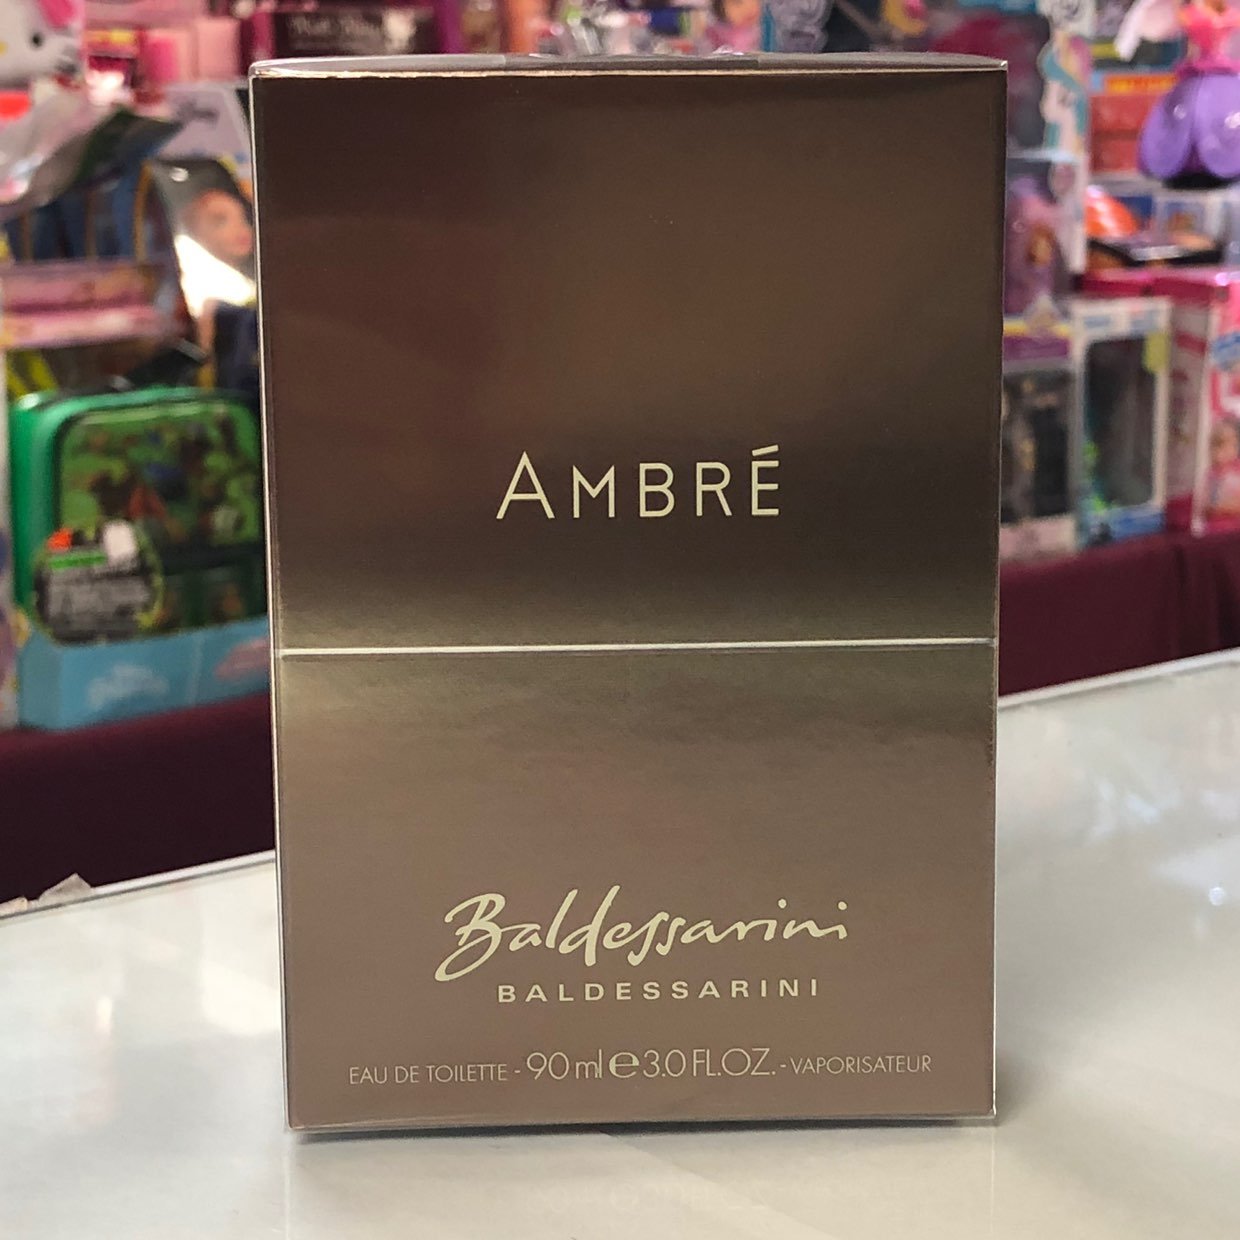 AMBRÉ
Baldessarini
BALDESSARINI
EAU DE TOILETTE - 90 ml ℮ 3.0 FL.OZ. - VAPORISATEUR